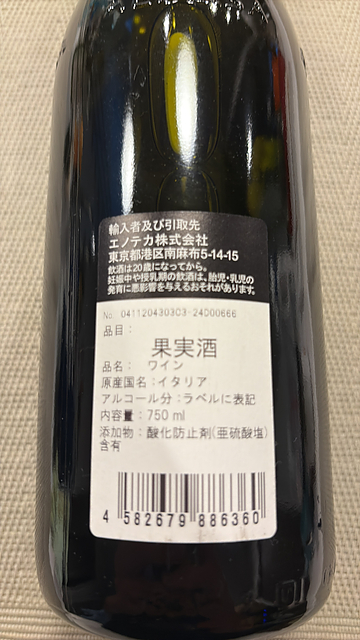 輸入者及び引取先
エノテカ株式会社
東京都港区南麻布5-14-15
飲酒は20歳になってから。
妊娠中や授乳期の飲酒は、胎児・乳児の
発育に悪影響を与えるおそれがあります。
No. 0411204303C3-24000666
品目:
果実酒
品名: ワイン
原産国名:イタリア
アルコール分:ラベルに表記
内容量:750 ml
添加物:酸化防止剤(亜硫酸塩)
含有
4 582679 886360